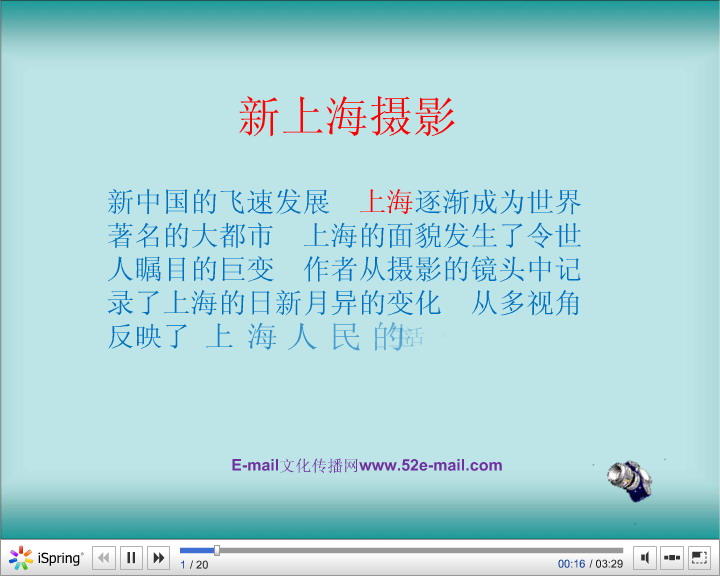 新上海摄影
新中国的飞速发展 上海逐渐成为世界
著名的大都市 上海的面貌发生了令世
人瞩目的巨变 作者从摄影的镜头中记
录了上海的日新月异的变化 从多视角
反映了 上 海 人 民 的
E-mail文化传播网www.52e-mail.com
iSpring
1 / 20
00:16 / 03:29